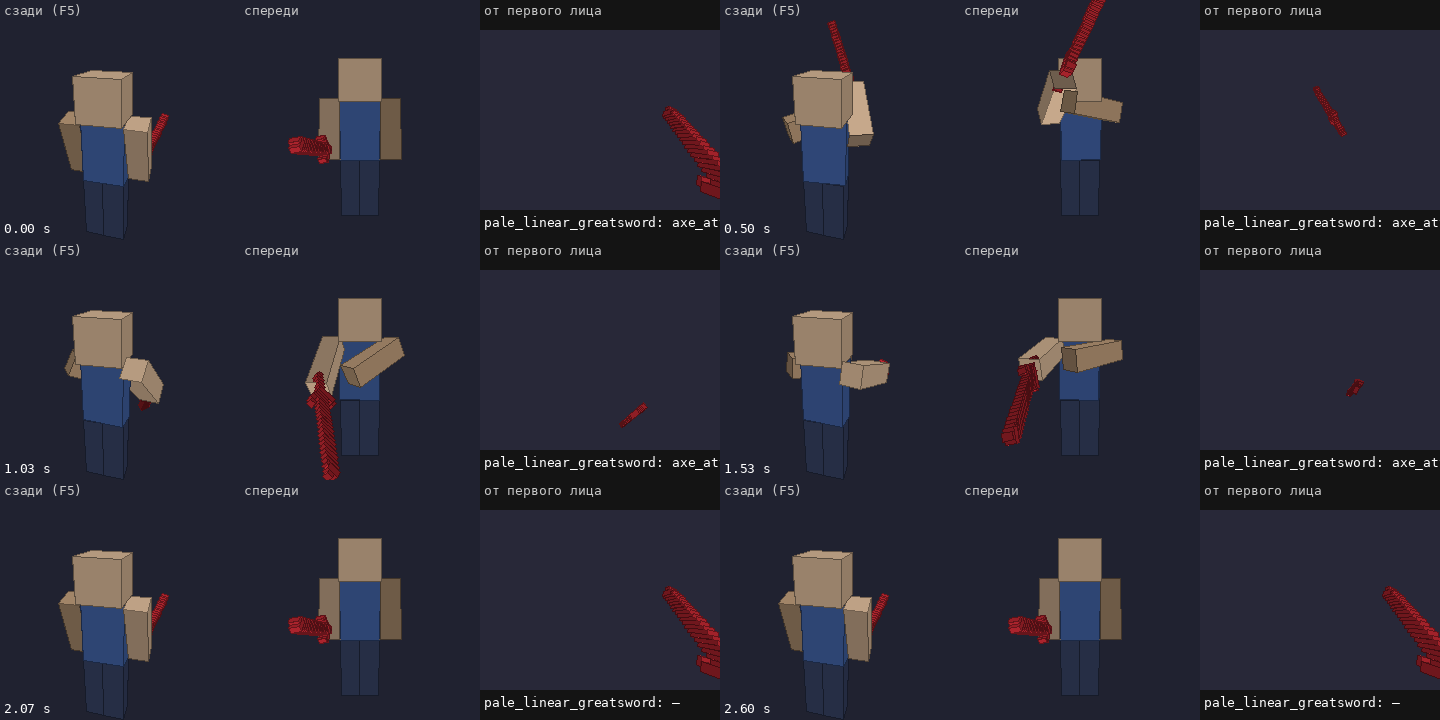 сзади (F5) спереди от первого лица сзади (F5) спереди от первого лица
0.00 s pale_linear_greatsword: axe_at 0.50 s pale_linear_greatsword: axe_at
сзади (F5) спереди от первого лица сзади (F5) спереди от первого лица
1.03 s pale_linear_greatsword: axe_at 1.53 s pale_linear_greatsword: axe_at
сзади (F5) спереди от первого лица сзади (F5) спереди от первого лица
2.07 s pale_linear_greatsword: — 2.60 s pale_linear_greatsword: —